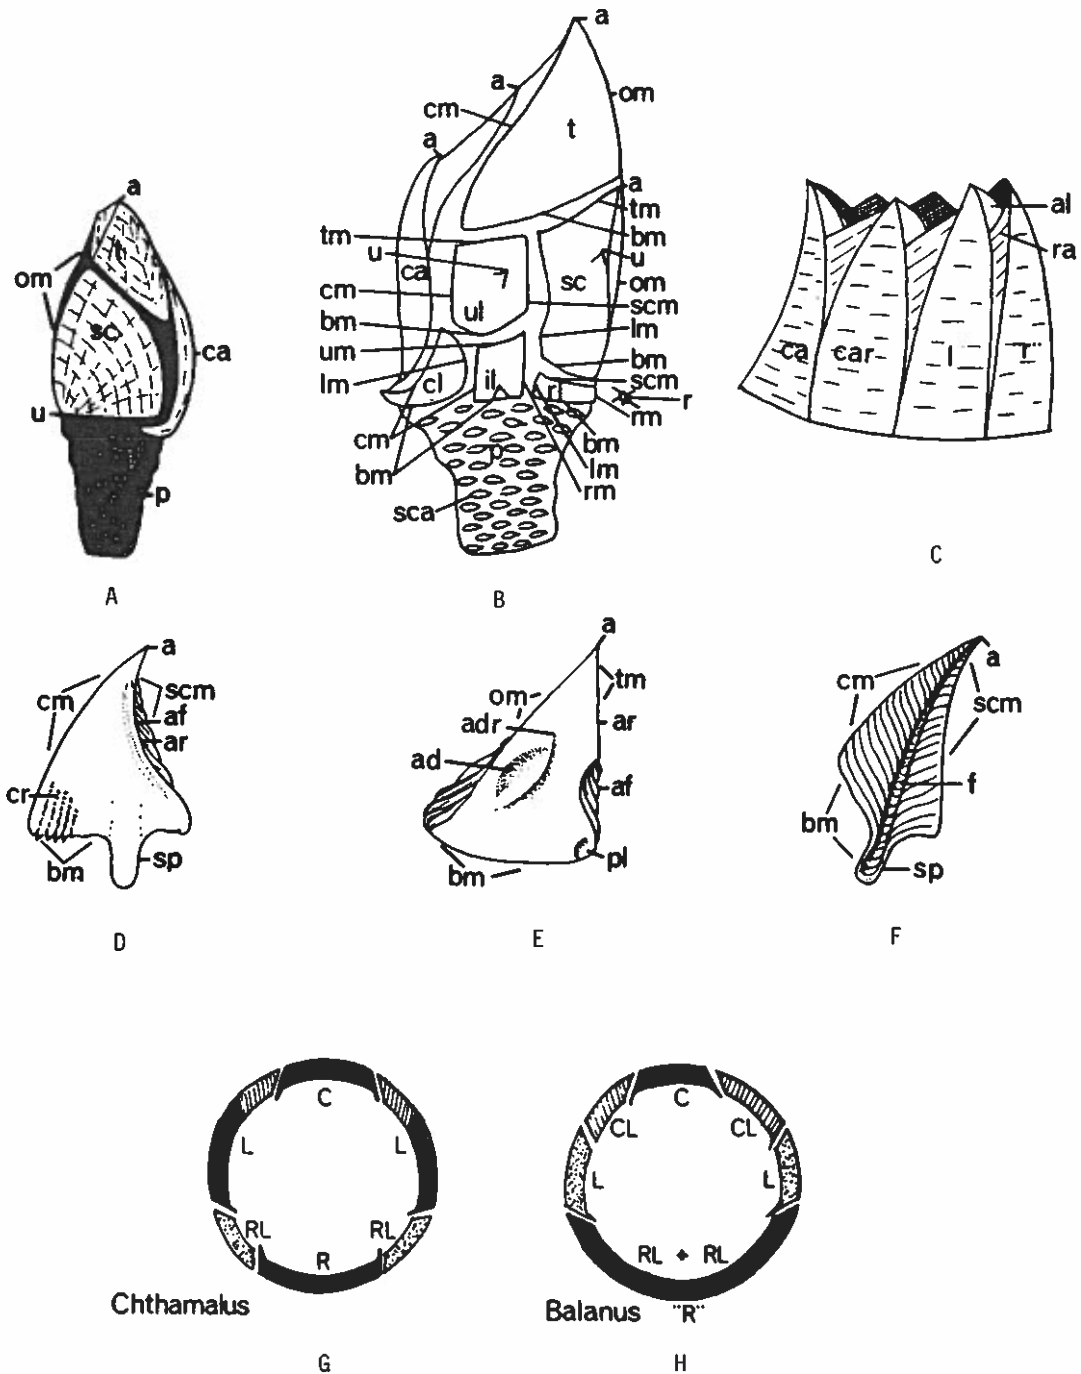 a
t
om
sc
ca
u
p
A
a
a
cm
om
a
t
a
tm
tm
bm
u
ca
u
sc
om
cm
ul
scm
bm
lm
um
bm
lm
cl
il
r
scm
r
rm
cm
bm
bm
p
lm
rm
sca
B
al
ra
ca
car
l
"r"
C
a
cm
scm
af
ar
cr
bm
sp
D
a
om
tm
adr
ar
ad
af
bm
pl
E
a
cm
scm
f
bm
sp
F
C
L
L
RL
RL
R
Chthamalus
G
C
CL
CL
L
L
RL + RL
Balanus
"R"
H